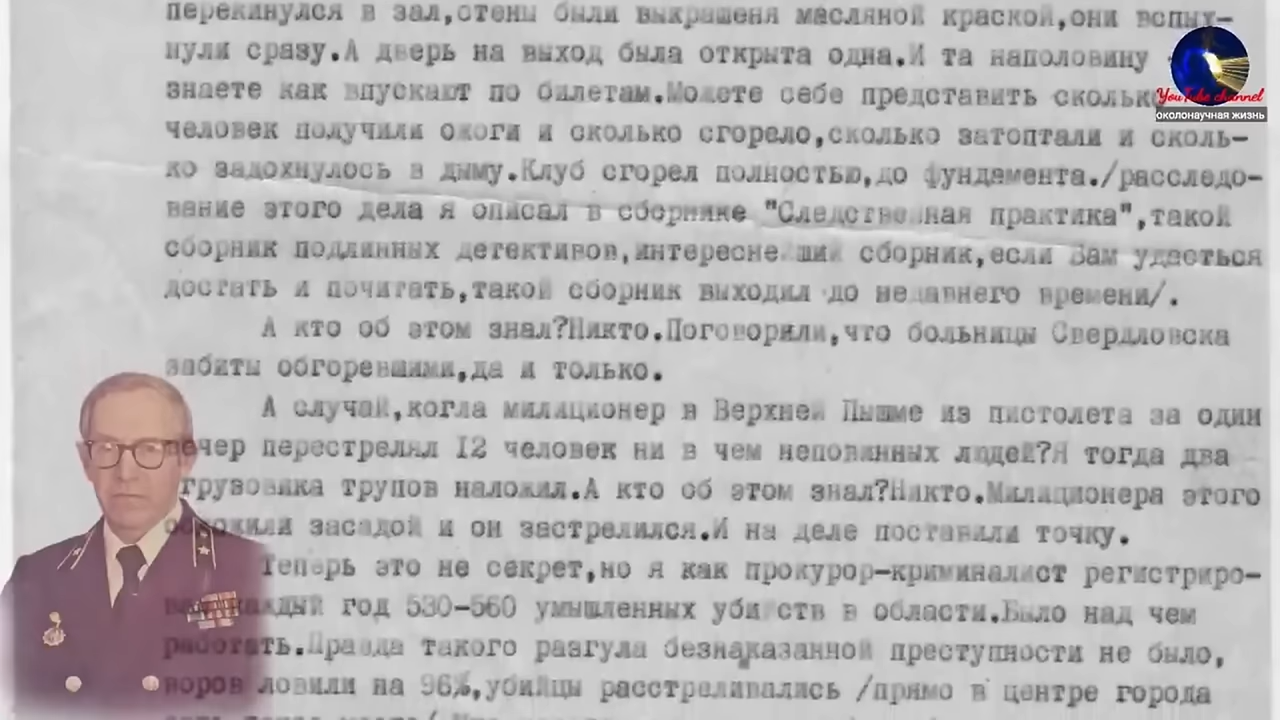 перекинулся в зал,стены были выкрашеня масляной краской,они вспых-
нули сразу.А дверь на выход была открыта одна.И та наполовину
знаете как впускают по билетам.Можете себе представить сколько
YouTube channel
околонаучная жизнь
человек получили ожоги и сколько сгорело,сколько затоптали и сколь-
ко задохнулось в дыму.Клуб сгорел полностью,до фундамента./расследо-
вание этого дела я описал в сборнике "Следственная практика",такой
сборник подлинных детективов,интереснейший сборник,если Вам удасться
достать и почитать,такой сборник выходил до недавнего времени/.
А кто об этом знал?Никто.Поговорили,что больницы Свердловска
забиты обгоревшими,да и только.
А случай,когла милиционер в Верхней Пышме из пистолета за один
вечер перестрелял 12 человек ни в чем неповинных людей?Я тогда два
грузовика трупов наложил.А кто об этом знал?Никто.Милиционера этого
обложили засадой и он застрелился.И на деле поставили точку.
Теперь это не секрет,но я как прокурор-криминалист регистриро-
вал каждый год 530-560 умышленных убийств в области.Было над чем
работать.Правда такого разгула безнаказанной преступности не было,
воров ловили на 96%,убийцы расстреливались /прямо в центре города